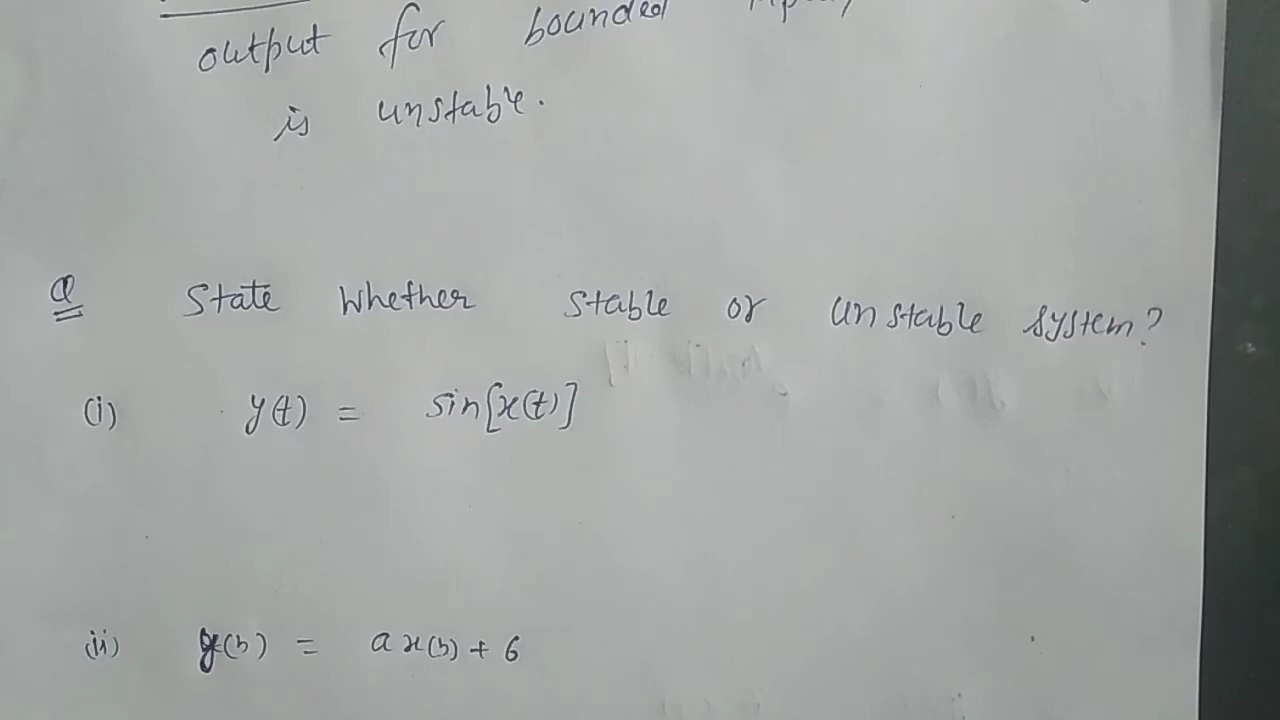 output for bounded
is unstable.
Q State whether stable or unstable system?
(i) y(t) = sin[x(t)]
(ii) y(n) = a x(n) + 6